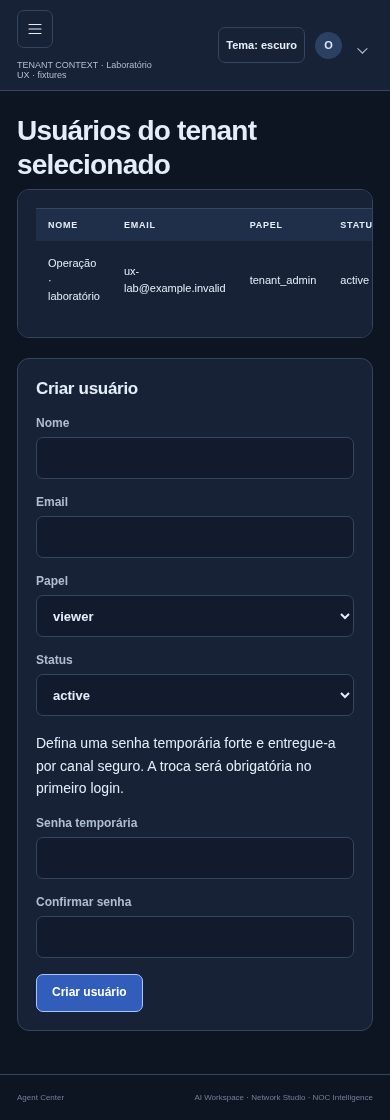 Tema: escuro
O
TENANT CONTEXT · Laboratório
UX · fixtures
Usuários do tenant
selecionado
NOME EMAIL PAPEL STATU
Operação
·
laboratório
ux-
lab@example.invalid
tenant_admin
active
Criar usuário
Nome
Email
Papel
viewer
Status
active
Defina uma senha temporária forte e entregue-a
por canal seguro. A troca será obrigatória no
primeiro login.
Senha temporária
Confirmar senha
Criar usuário
Agent Center
AI Workspace · Network Studio · NOC Intelligence